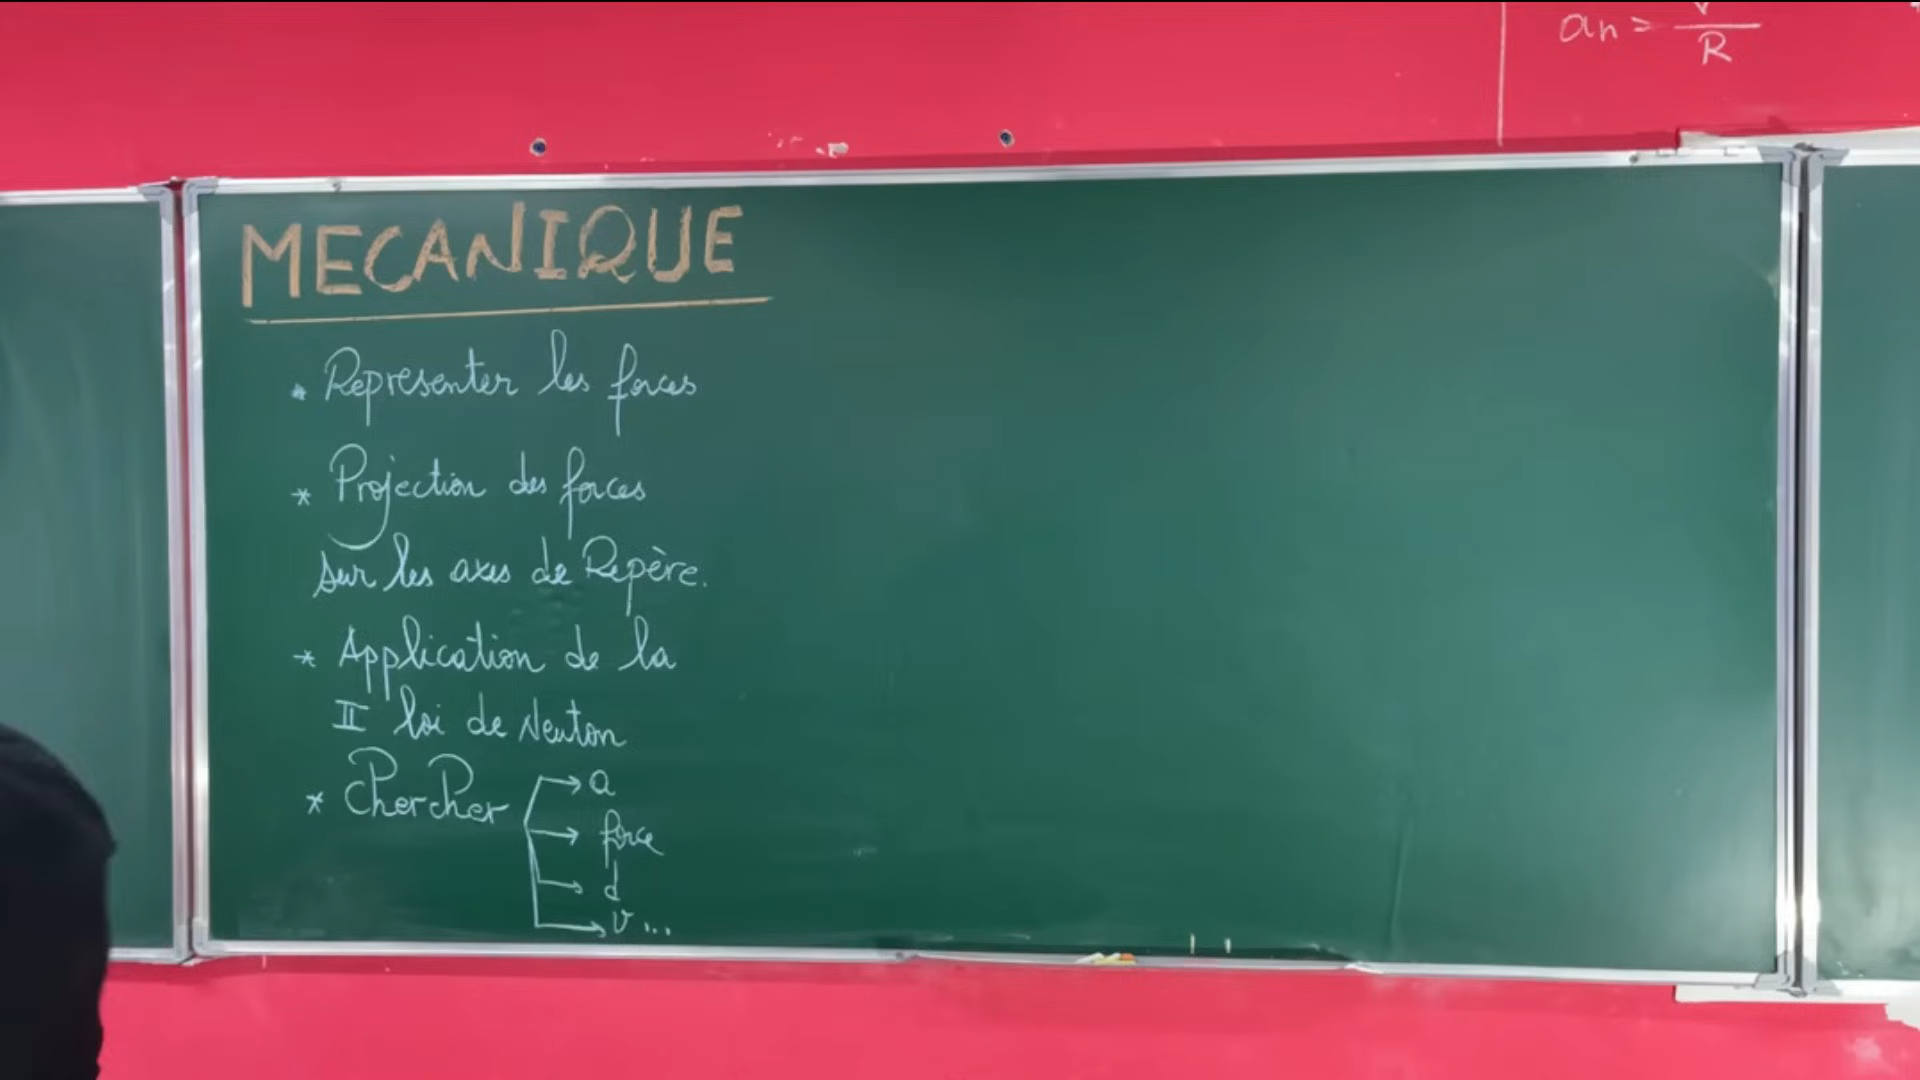 an = V / R
MECANIQUE
* Representer les forces
* Projection des forces
sur les axes de Repère.
* Application de la
II loi de Newton
* Chercher → a
→ force
→ d
→ v ...